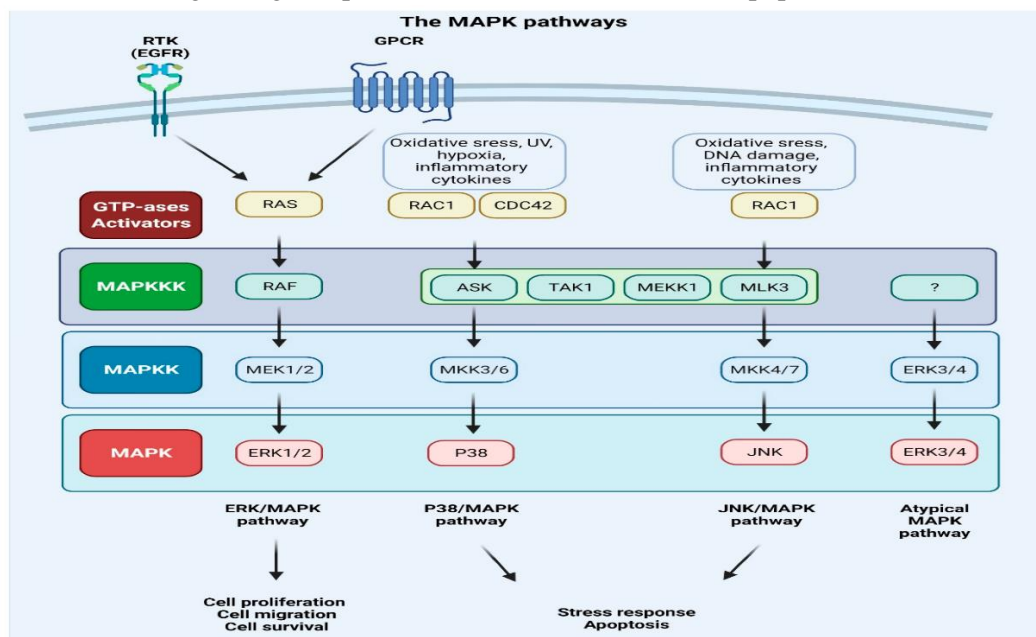 The MAPK pathways
RTK
(EGFR)
GPCR
Oxidative sress, UV,
hypoxia,
inflammatory
cytokines
Oxidative sress,
DNA damage,
inflammatory
cytokines
GTP-ases
Activators
RAS
RAC1
CDC42
RAC1
MAPKKK
RAF
ASK
TAK1
MEKK1
MLK3
?
MAPKK
MEK1/2
MKK3/6
MKK4/7
ERK3/4
MAPK
ERK1/2
P38
JNK
ERK3/4
ERK/MAPK
pathway
P38/MAPK
pathway
JNK/MAPK
pathway
Atypical
MAPK
pathway
Cell proliferation
Cell migration
Cell survival
Stress response
Apoptosis